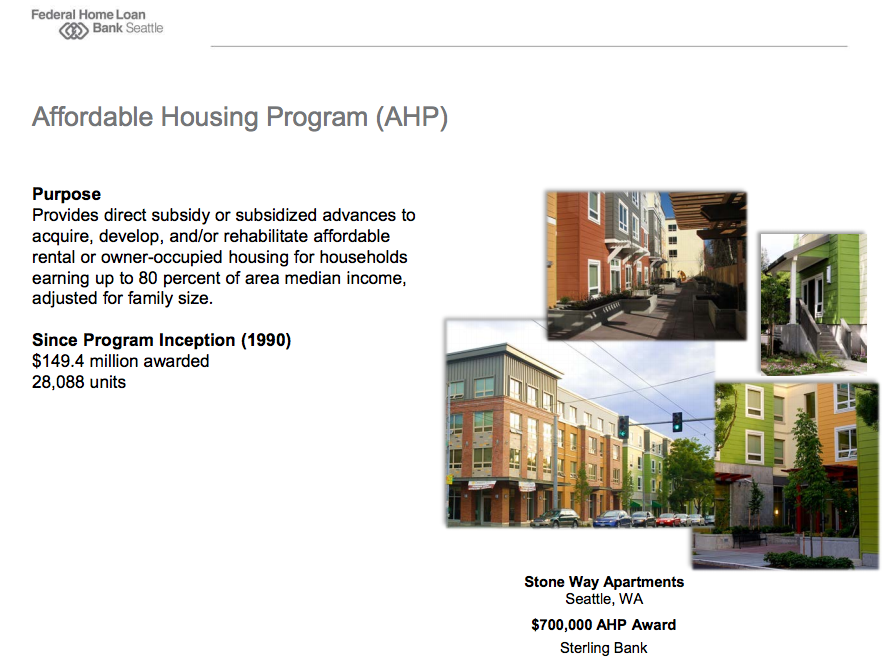 Federal Home Loan
Bank Seattle
Affordable Housing Program (AHP)
Purpose
Provides direct subsidy or subsidized advances to
acquire, develop, and/or rehabilitate affordable
rental or owner-occupied housing for households
earning up to 80 percent of area median income,
adjusted for family size.
Since Program Inception (1990)
$149.4 million awarded
28,088 units
Stone Way Apartments
Seattle, WA
$700,000 AHP Award
Sterling Bank